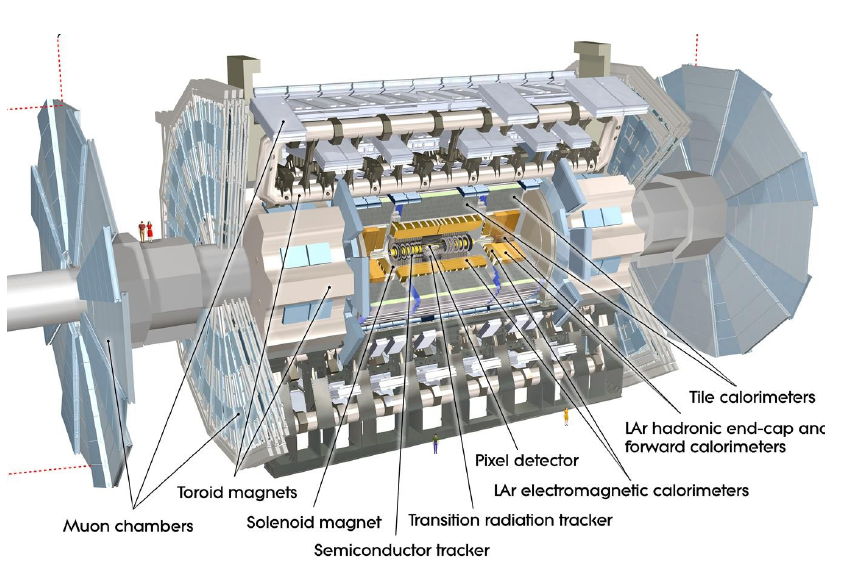 Tile calorimeters
LAr hadronic end-cap and
forward calorimeters
Pixel detector
LAr electromagnetic calorimeters
Toroid magnets
Muon chambers
Solenoid magnet
Transition radiation tracker
Semiconductor tracker